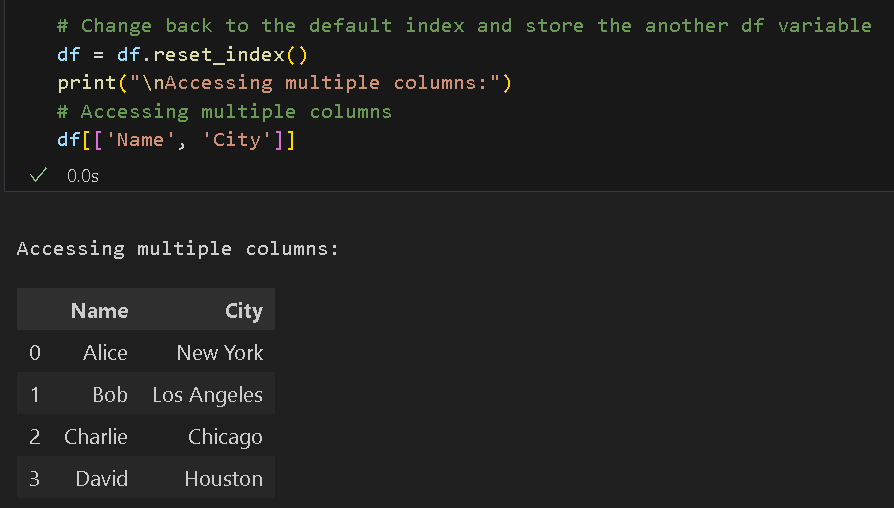 # Change back to the default index and store the another df variable
df = df.reset_index()
print("\nAccessing multiple columns:")
# Accessing multiple columns
df[['Name', 'City']]
0.0s
Accessing multiple columns:
Name City
0 Alice New York
1 Bob Los Angeles
2 Charlie Chicago
3 David Houston